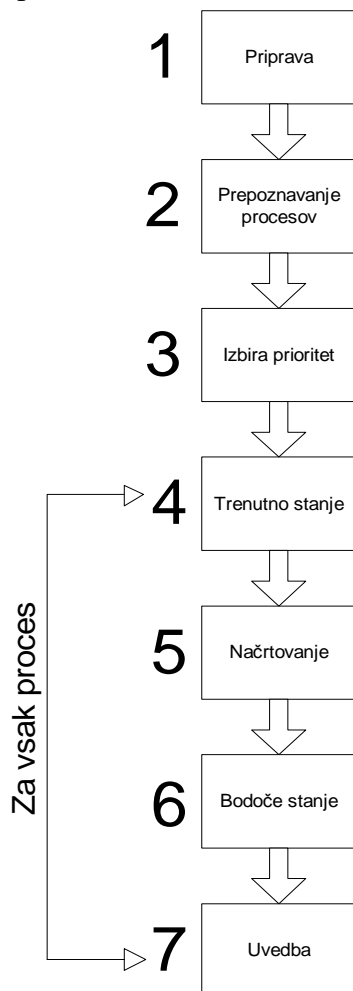 1
Priprava
2
Prepoznavanje
procesov
3
Izbira prioritet
4
Trenutno stanje
5
Načrtovanje
6
Bodoče stanje
7
Uvedba
Za vsak proces